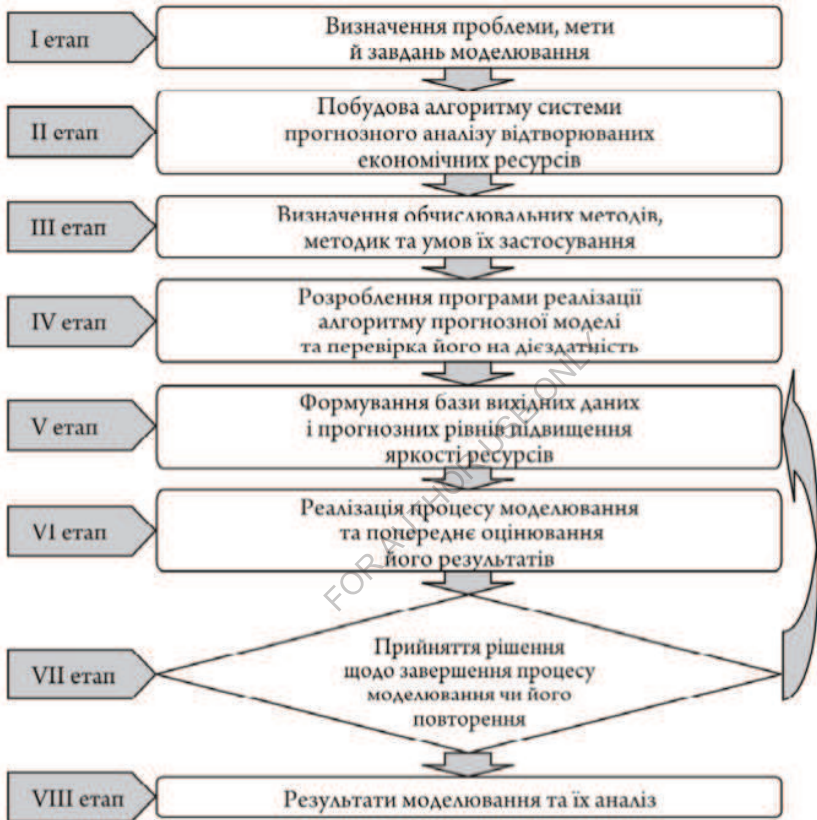 I етап
Визначення проблеми, мети
й завдань моделювання
II етап
Побудова алгоритму системи
прогнозного аналізу відтворюваних
економічних ресурсів
III етап
Визначення обчислювальних методів,
методик та умов їх застосування
IV етап
Розроблення програми реалізації
алгоритму прогнозної моделі
та перевірка його на дієздатність
V етап
Формування бази вихідних даних
і прогнозних рівнів підвищення
яркості ресурсів
VI етап
Реалізація процесу моделювання
та попереднє оцінювання
його результатів
VII етап
Прийняття рішення
щодо завершення процесу
моделювання чи його
повторення
VIII етап
Результати моделювання та їх аналіз
FOR AUTHOR USE ONLY